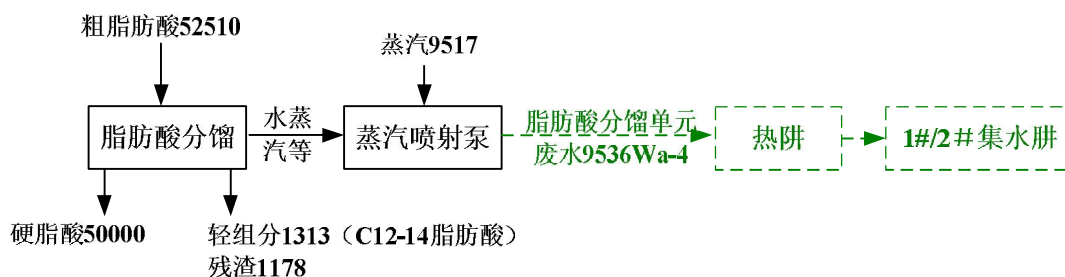 粗脂肪酸52510
蒸汽9517
脂肪酸分馏
水蒸
汽等
蒸汽喷射泵
脂肪酸分馏单元
废水9536Wa-4
热阱
1#/2＃集水肼
硬脂酸50000
轻组分1313（C12-14脂肪酸）
残渣1178